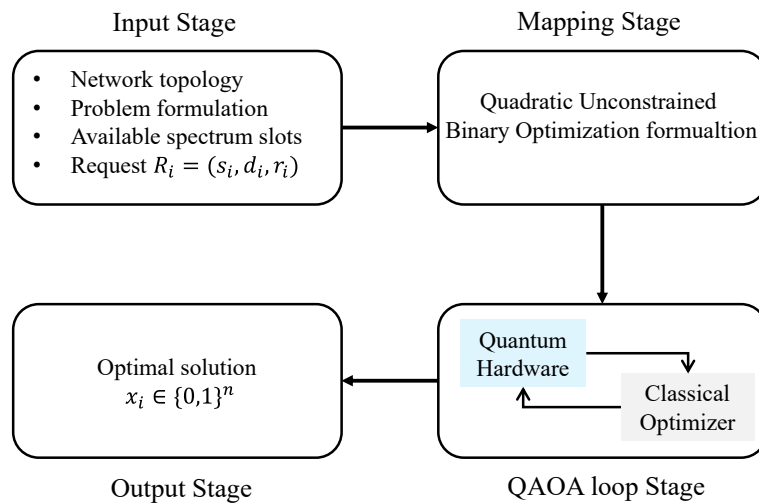 Input Stage
• Network topology
• Problem formulation
• Available spectrum slots
• Request 𝑅𝑖 = (𝑠𝑖, 𝑑𝑖, 𝑟𝑖)
Mapping Stage
Quadratic Unconstrained
Binary Optimization formualtion
Quantum
Hardware
Classical
Optimizer
QAOA loop Stage
Optimal solution
𝑥𝑖 ∈ {0,1}ⁿ
Output Stage